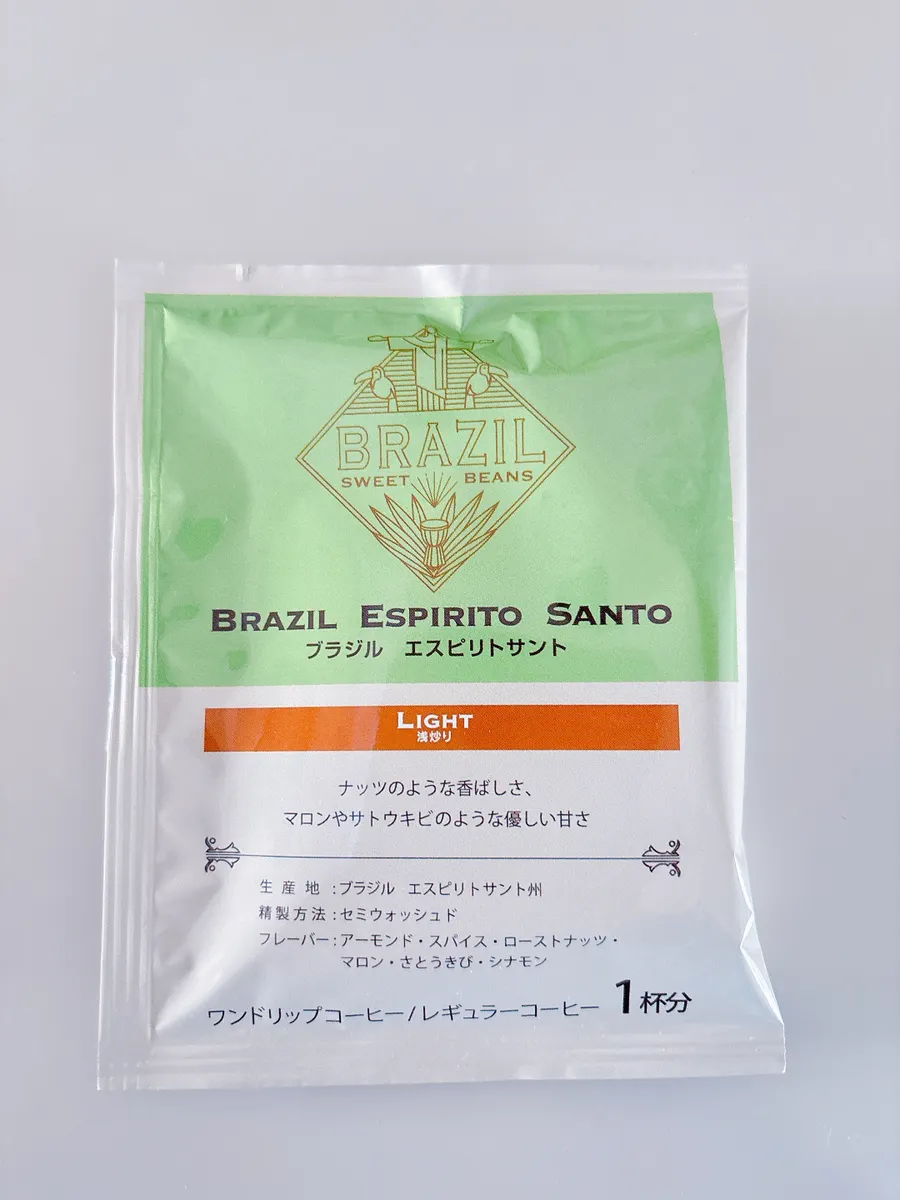 BRAZIL
SWEET BEANS
BRAZIL ESPIRITO SANTO
ブラジル エスピリトサント
LIGHT
浅炒り
ナッツのような香ばしさ、
マロンやサトウキビのような優しい甘さ
生産地:ブラジル エスピリトサント州
精製方法:セミウォッシュド
フレーバー:アーモンド・スパイス・ローストナッツ・
マロン・さとうきび・シナモン
ワンドリップコーヒー/レギュラーコーヒー 1杯分